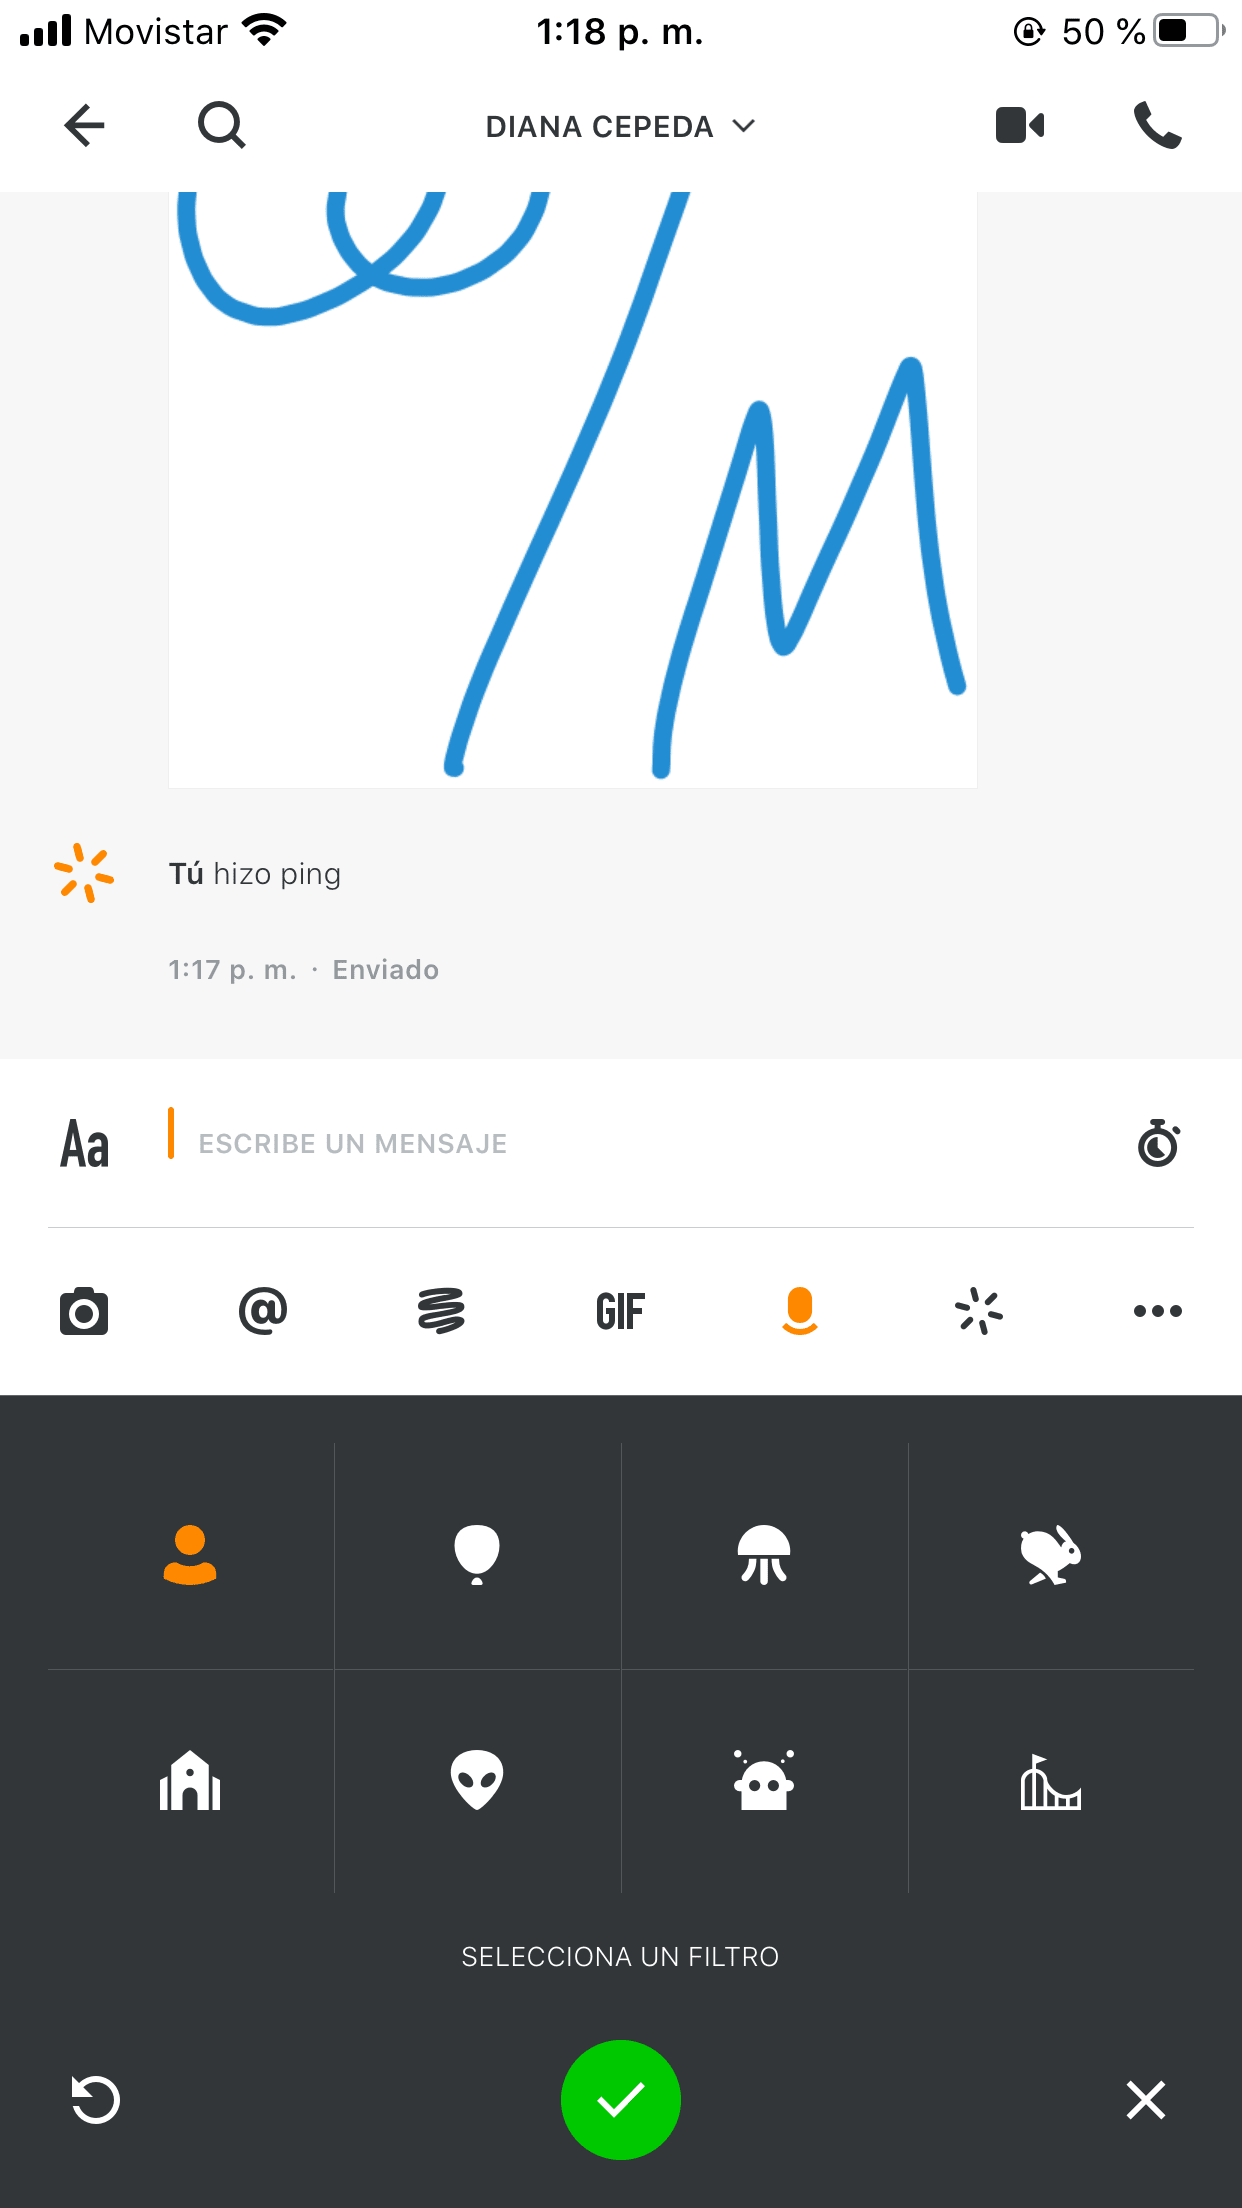 Movistar 1:18 p. m. 50 %
DIANA CEPEDA
M
Tú hizo ping
1:17 p. m. · Enviado
Aa ESCRIBE UN MENSAJE
@ GIF
SELECCIONA UN FILTRO